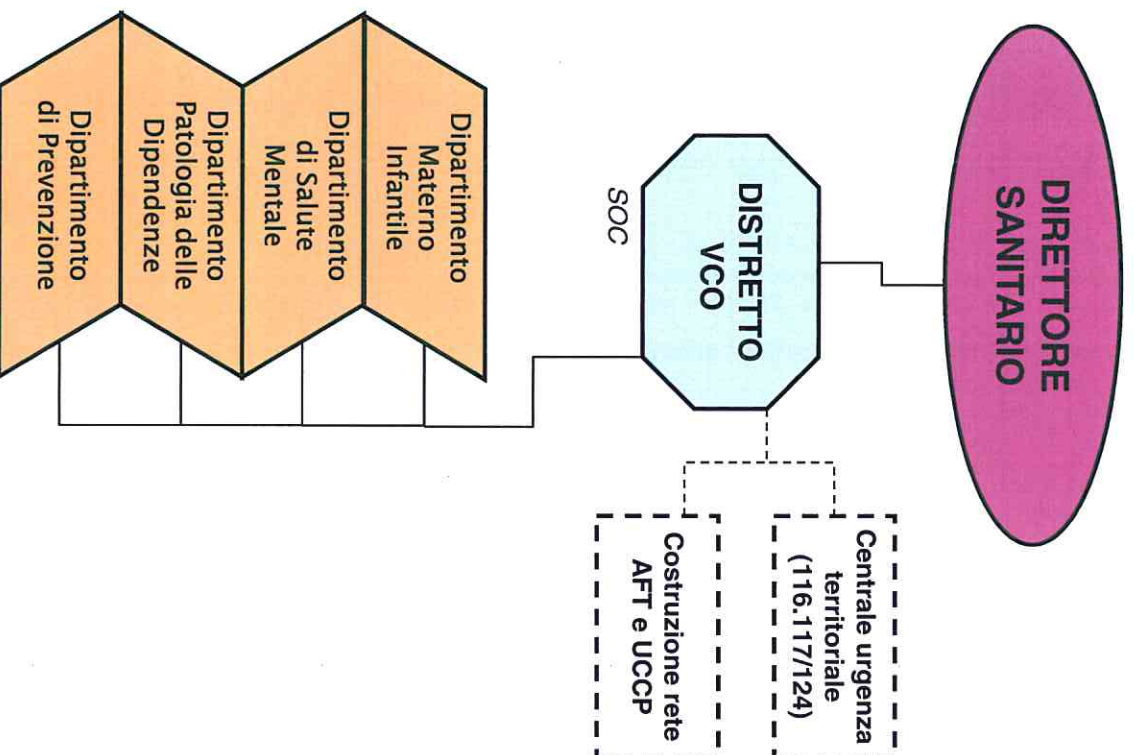 DIRETTORE
SANITARIO
DISTRETTO
VCO
SOC
Centrale urgenza
territoriale
(116.117/124)
Costruzione rete
AFT e UCCP
Dipartimento
Materno
Infantile
Dipartimento
di Salute
Mentale
Dipartimento
Patologia delle
Dipendenze
Dipartimento
di Prevenzione